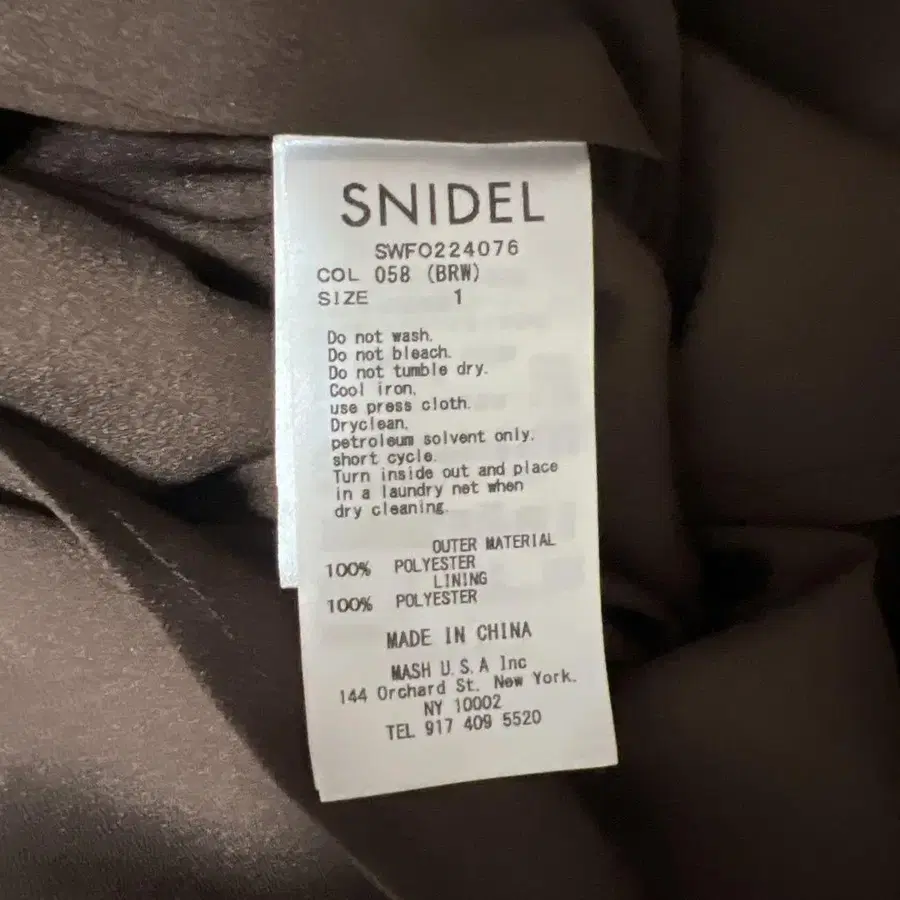 SNIDEL
SWFO224076
COL 058 (BRW)
SIZE 1
Do not wash.
Do not bleach.
Do not tumble dry.
Cool iron,
use press cloth.
Dryclean,
petroleum solvent only.
short cycle.
Turn inside out and place
in a laundry net when
dry cleaning.
OUTER MATERIAL
100% POLYESTER
LINING
100% POLYESTER
MADE IN CHINA
MASH U.S.A Inc
144 Orchard St. New York.
NY 10002
TEL 917 409 5520